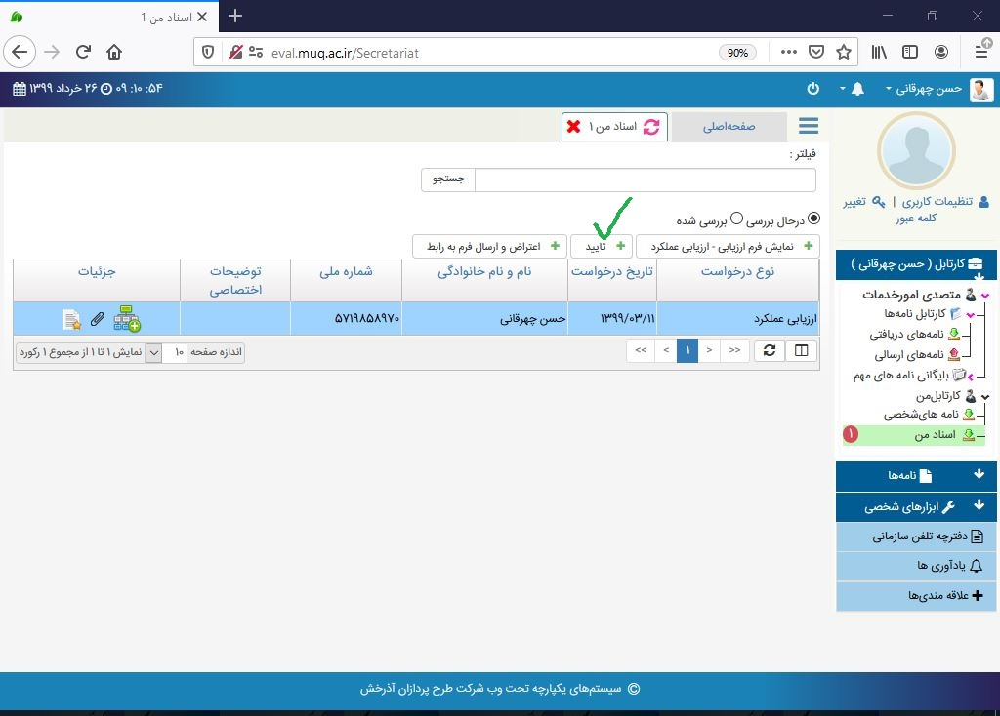 اسناد من 1
eval.muq.ac.ir/Secretariat
90%
حسن چهرقانی
۰۹:۱۰:۵۴
۲۶ خرداد ۱۳۹۹
صفحه‌اصلی
اسناد من ۱
فیلتر :
جستجو
درحال بررسی
بررسی شده
نمایش فرم ارزیابی - ارزیابی عملکرد
تایید
اعتراض و ارسال فرم به رابط
نوع درخواست
تاریخ درخواست
نام و نام خانوادگی
شماره ملی
توضیحات اختصاصی
جزئیات
ارزیابی عملکرد
۱۳۹۹/۰۳/۱۱
حسن چهرقانی
۵۷۱۹۸۵۸۹۷۰
<< < ۱ > >>
اندازه صفحه ۱۰ نمایش ۱ تا ۱ از مجموع ۱ رکورد
تنظیمات کاربری | تغییر
کلمه عبور
کارتابل ( حسن چهرقانی )
متصدی امورخدمات
کارتابل نامه‌ها
نامه‌های دریافتی
نامه‌های ارسالی
بایگانی نامه های مهم
کارتابل‌من
نامه های‌شخصی
اسناد من
۱
نامه‌ها
ابزارهای شخصی
دفترچه تلفن سازمانی
یادآوری ها
علاقه مندی‌ها
© سیستم‌های یکپارچه تحت وب شرکت طرح پردازان آذرخش